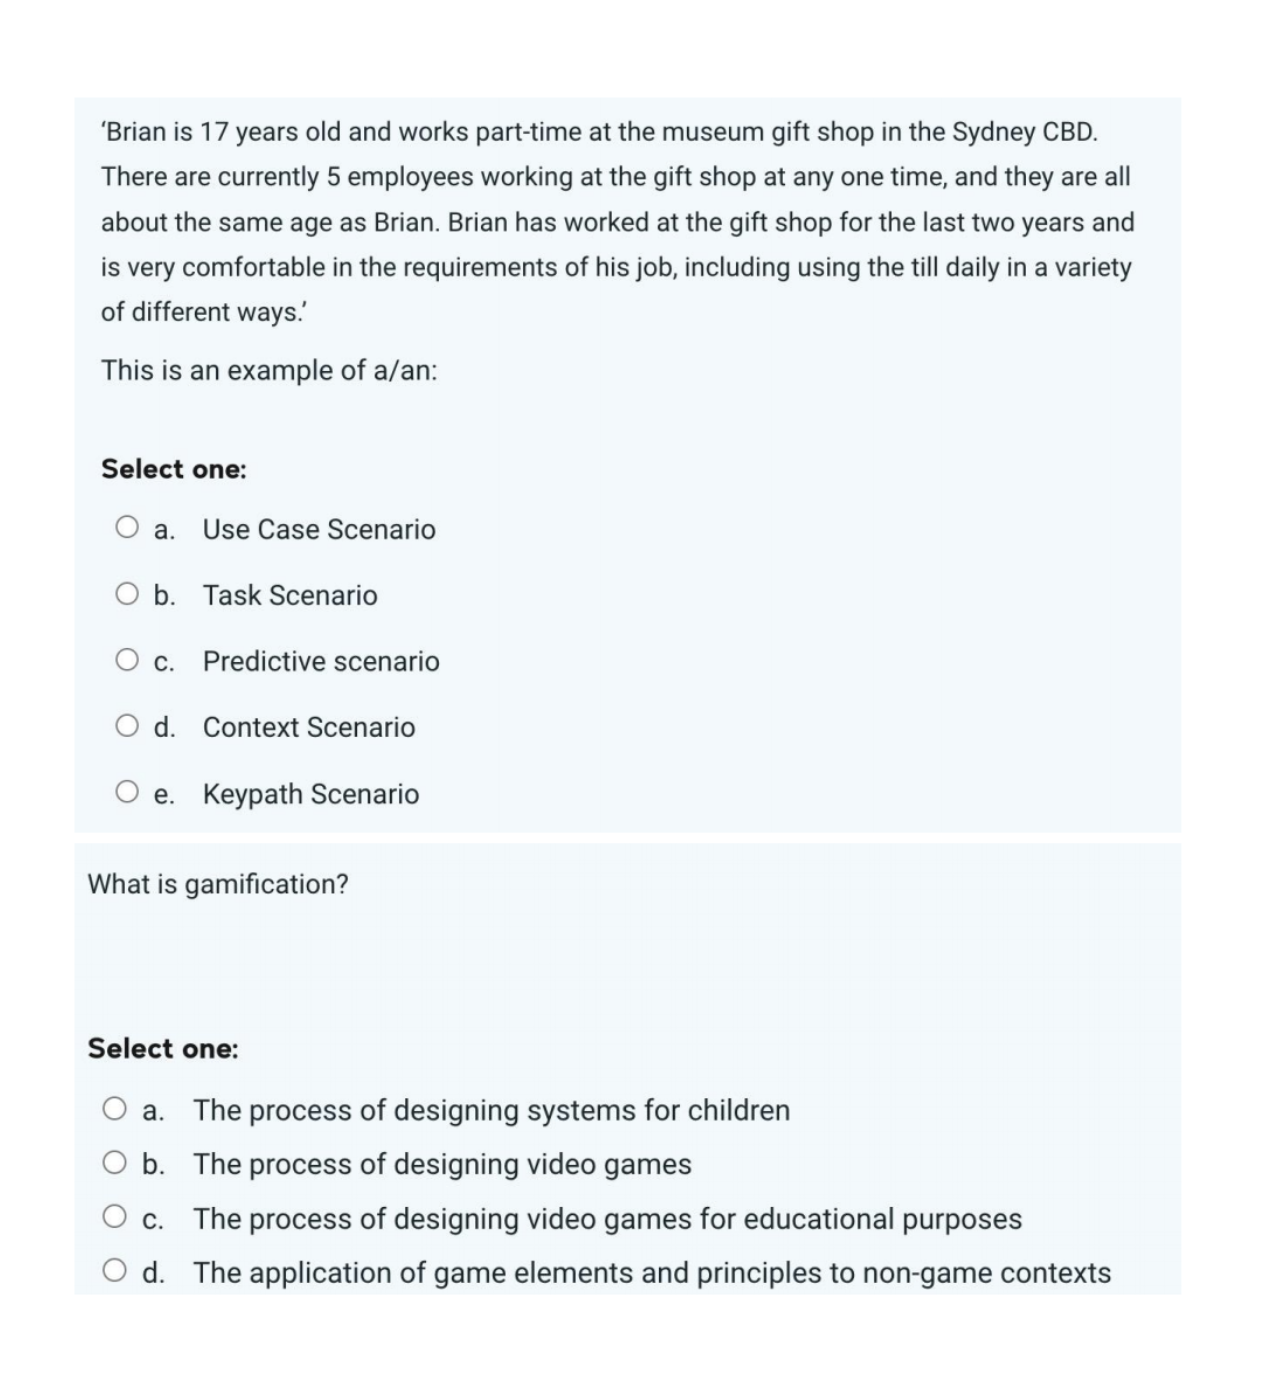 ‘Brian is 17 years old and works part-time at the museum gift shop in the Sydney CBD.
There are currently 5 employees working at the gift shop at any one time, and they are all
about the same age as Brian. Brian has worked at the gift shop for the last two years and
is very comfortable in the requirements of his job, including using the till daily in a variety
of different ways.’
This is an example of a/an:
Select one:
a. Use Case Scenario
b. Task Scenario
c. Predictive scenario
d. Context Scenario
e. Keypath Scenario
What is gamification?
Select one:
a. The process of designing systems for children
b. The process of designing video games
c. The process of designing video games for educational purposes
d. The application of game elements and principles to non-game contexts